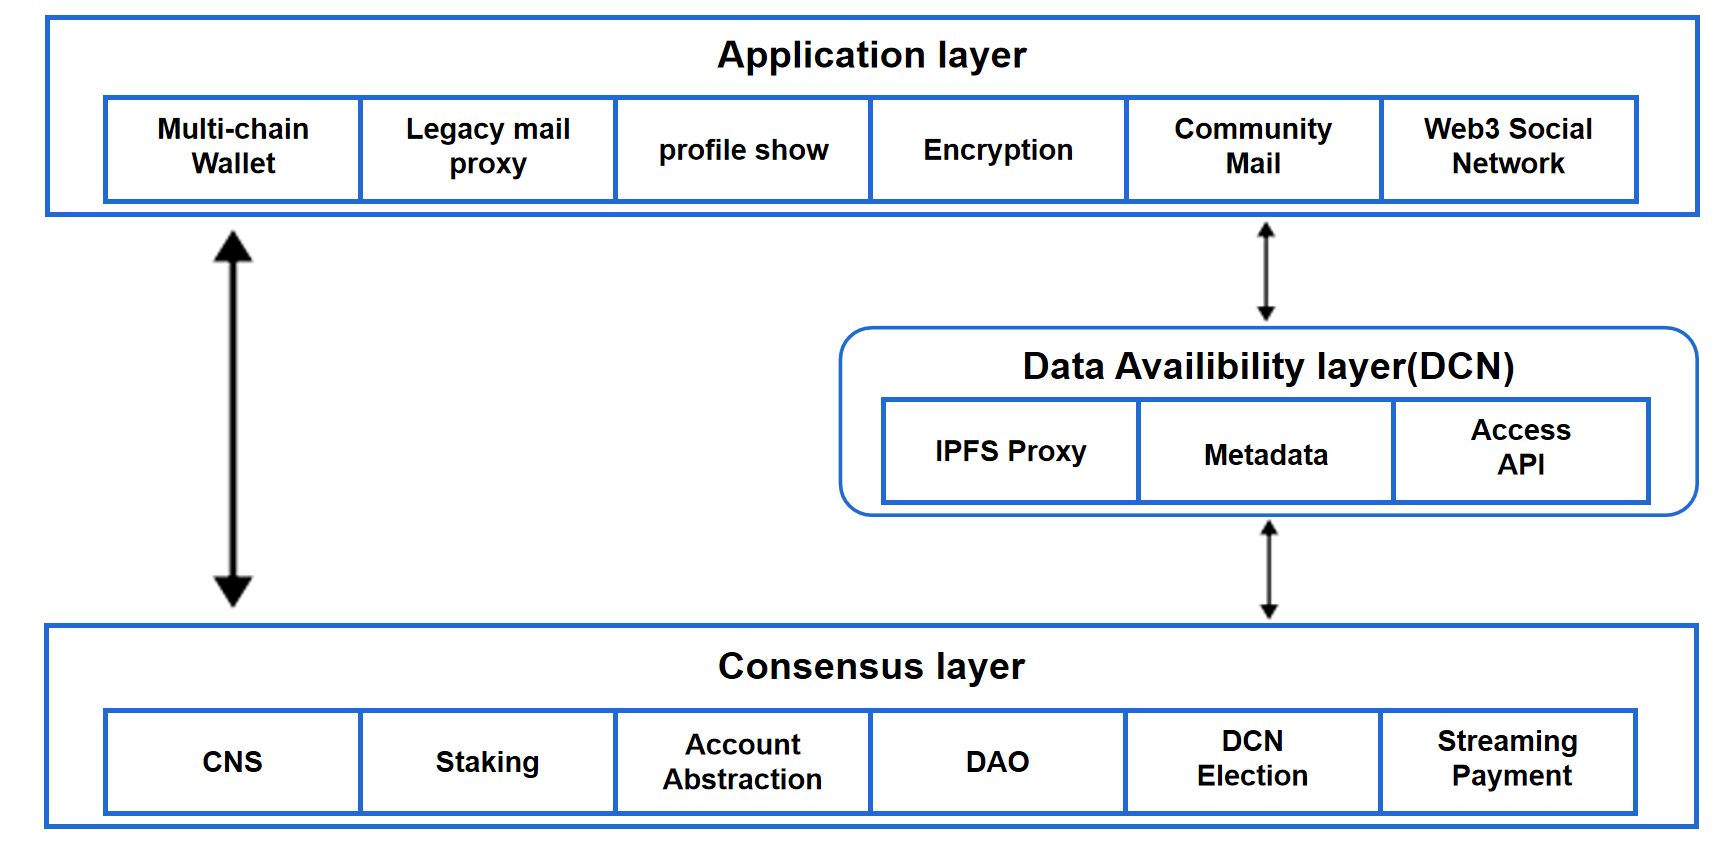 Application layer
Multi-chain
Wallet
Legacy mail
proxy
profile show
Encryption
Community
Mail
Web3 Social
Network
Data Availibility layer(DCN)
IPFS Proxy
Metadata
Access
API
Consensus layer
CNS
Staking
Account
Abstraction
DAO
DCN
Election
Streaming
Payment